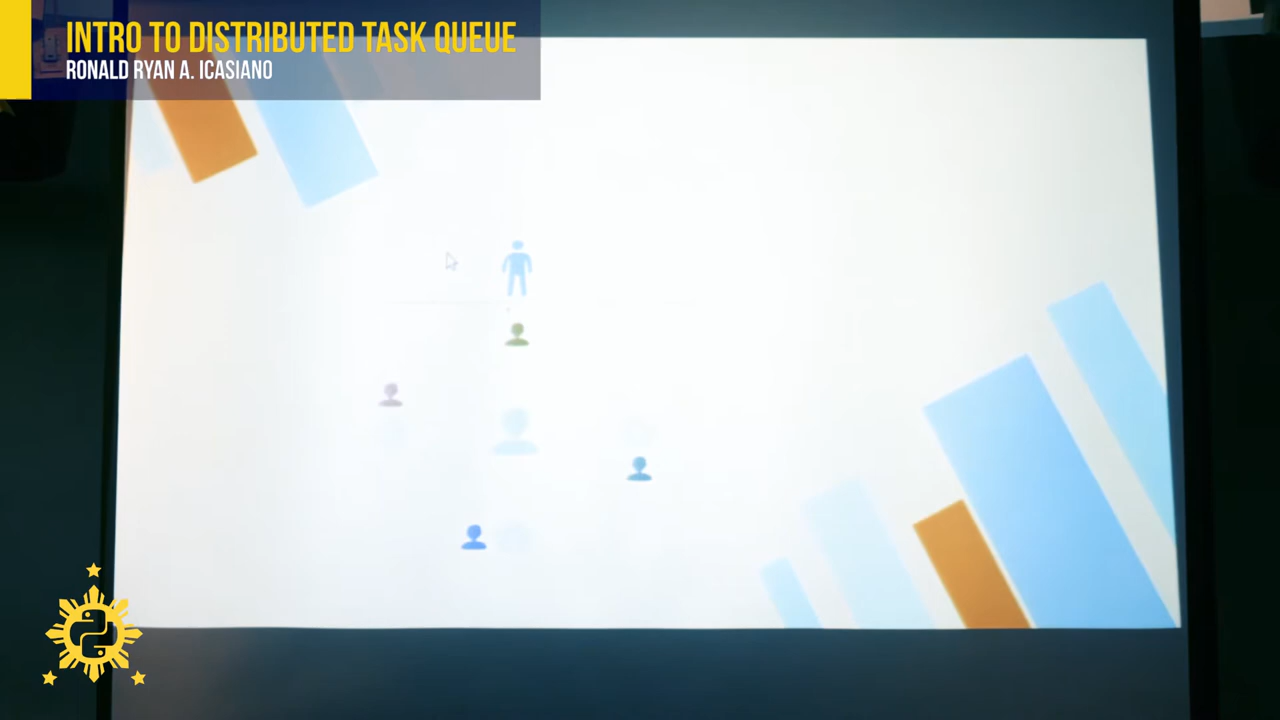 INTRO TO DISTRIBUTED TASK QUEUE
RONALD RYAN A. ICASIANO